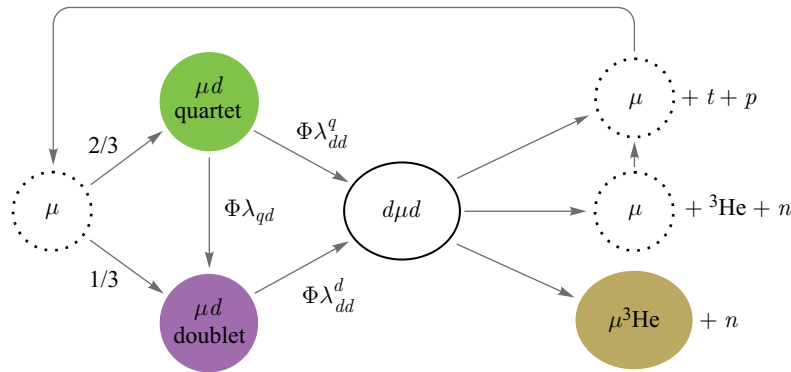 μd
quartet
μ + t + p
2/3
Φλ^q_dd
μ
Φλ_qd
dμd
μ + ³He + n
1/3
Φλ^d_dd
μd
doublet
μ³He + n